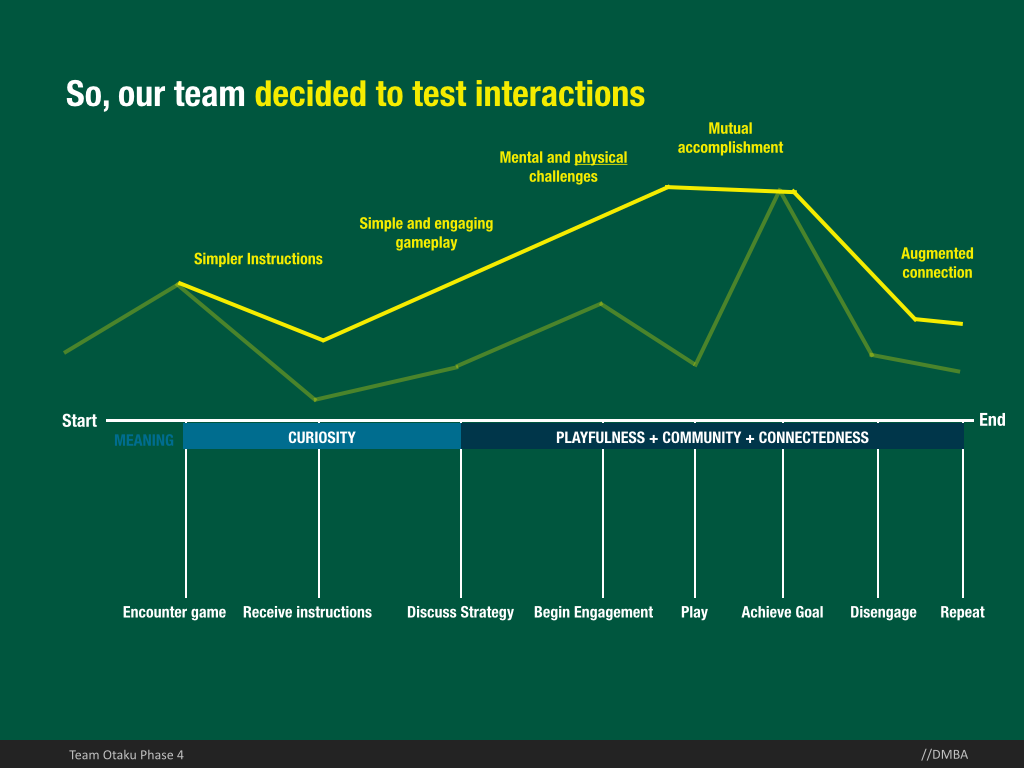 So, our team decided to test interactions
Mutual
accomplishment
Mental and physical
challenges
Simple and engaging
gameplay
Simpler Instructions
Augmented
connection
Start
End
MEANING
CURIOSITY
PLAYFULNESS + COMMUNITY + CONNECTEDNESS
Encounter game
Receive instructions
Discuss Strategy
Begin Engagement
Play
Achieve Goal
Disengage
Repeat
Team Otaku Phase 4
//DMBA